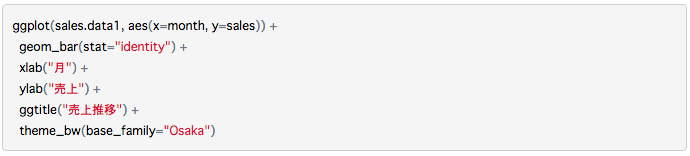 ggplot(sales.data1, aes(x=month, y=sales)) +
geom_bar(stat="identity") +
xlab("月") +
ylab("売上") +
ggtitle("売上推移") +
theme_bw(base_family="Osaka")